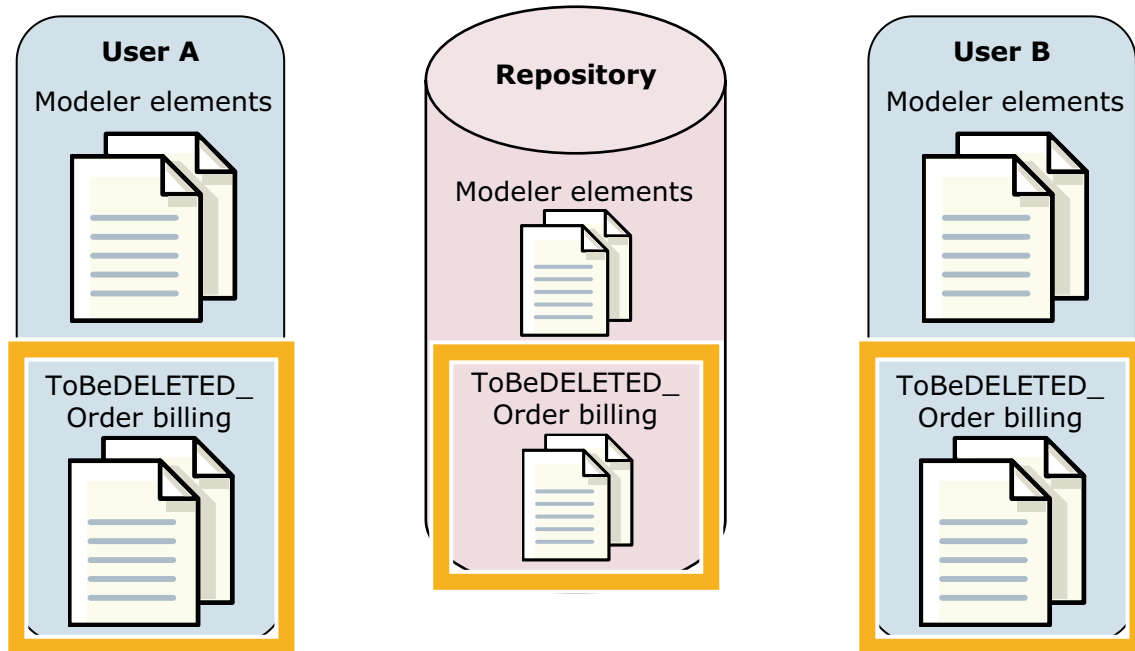 User A
Modeler elements
ToBeDELETED_
Order billing
Repository
Modeler elements
ToBeDELETED_
Order billing
User B
Modeler elements
ToBeDELETED_
Order billing